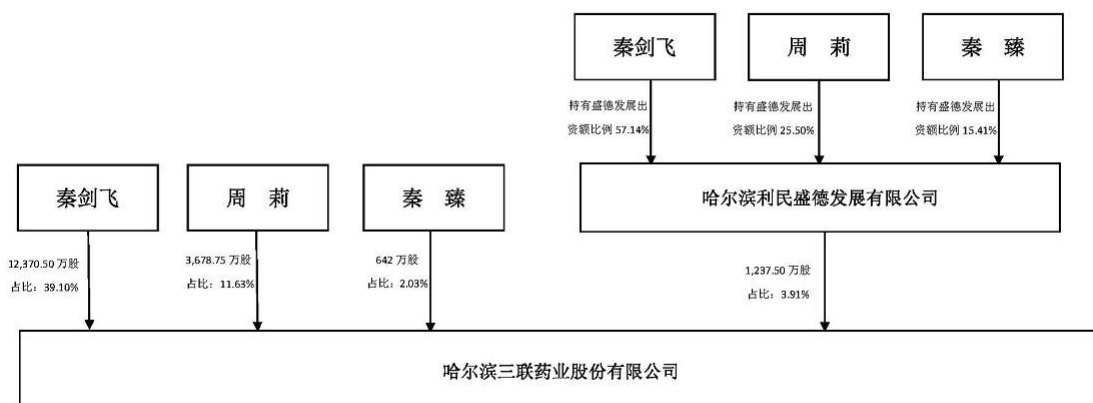 秦剑飞
周 莉
秦 臻
持有盛德发展出
资额比例 57.14%
持有盛德发展出
资额比例 25.50%
持有盛德发展出
资额比例 15.41%
秦剑飞
周 莉
秦 臻
哈尔滨利民盛德发展有限公司
12,370.50 万股
占比：39.10%
3,678.75 万股
占比：11.63%
642 万股
占比：2.03%
1,237.50 万股
占比：3.91%
哈尔滨三联药业股份有限公司